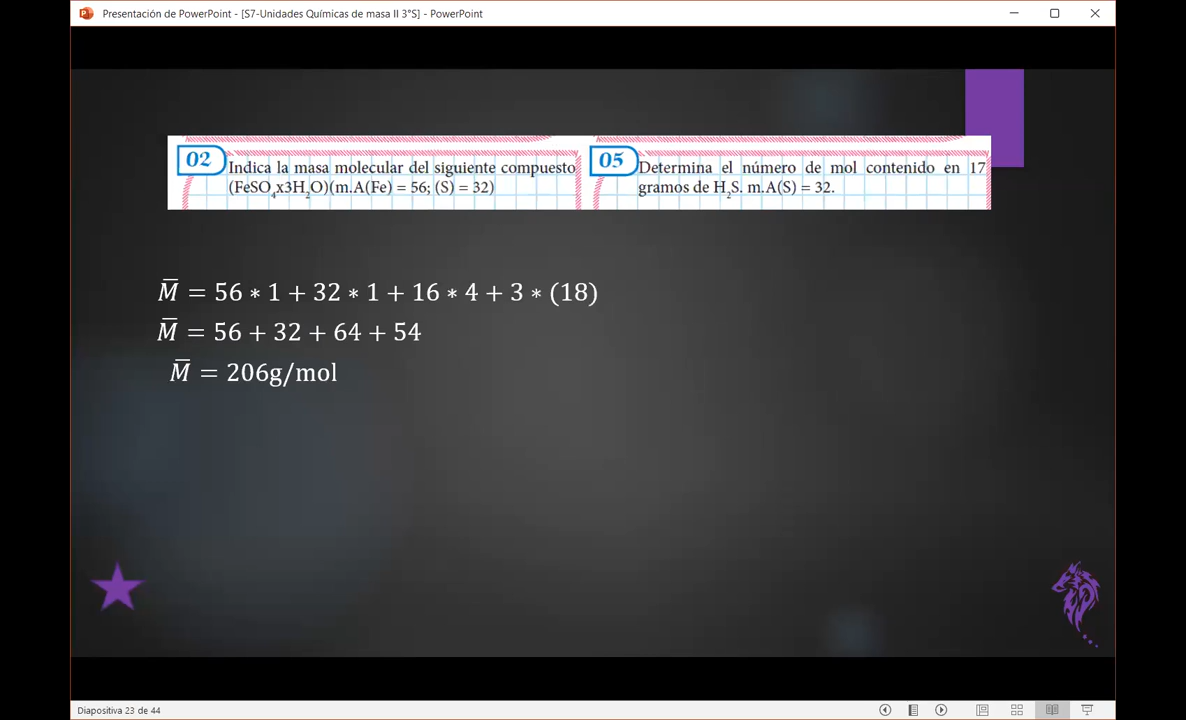 Presentación de PowerPoint - [S7-Unidades Químicas de masa II 3°S] - PowerPoint
02
Indica la masa molecular del siguiente compuesto
(FeSO₄x3H₂O)(m.A(Fe) = 56; (S) = 32)
05
Determina el número de mol contenido en 17
gramos de H₂S. m.A(S) = 32.
M̅ = 56 ∗ 1 + 32 ∗ 1 + 16 ∗ 4 + 3 ∗ (18)
M̅ = 56 + 32 + 64 + 54
M̅ = 206g/mol
Diapositiva 23 de 44